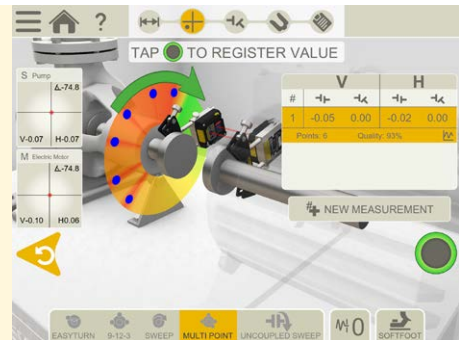 ?
TAP TO REGISTER VALUE
S Pump
-74.8
V-0.07 H-0.07
M Electric Motor
-74.8
V-0.10 H0.06
V H
#
1 -0.05 0.00 -0.02 0.00
Points: 6 Quality: 93%
# NEW MEASUREMENT
EASYTURN 9-12-3 SWEEP MULTI POINT UNCOUPLED SWEEP
0
SOFTFOOT